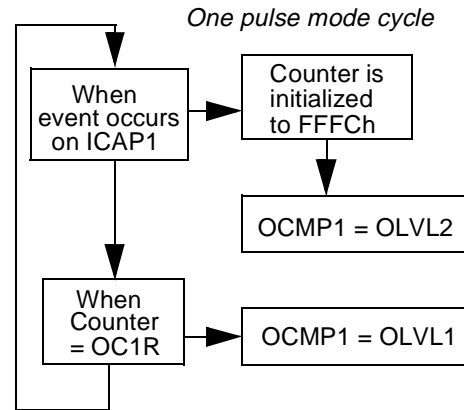 One pulse mode cycle
When
event occurs
on ICAP1
Counter is
initialized
to FFFCh
OCMP1 = OLVL2
When
Counter
= OC1R
OCMP1 = OLVL1